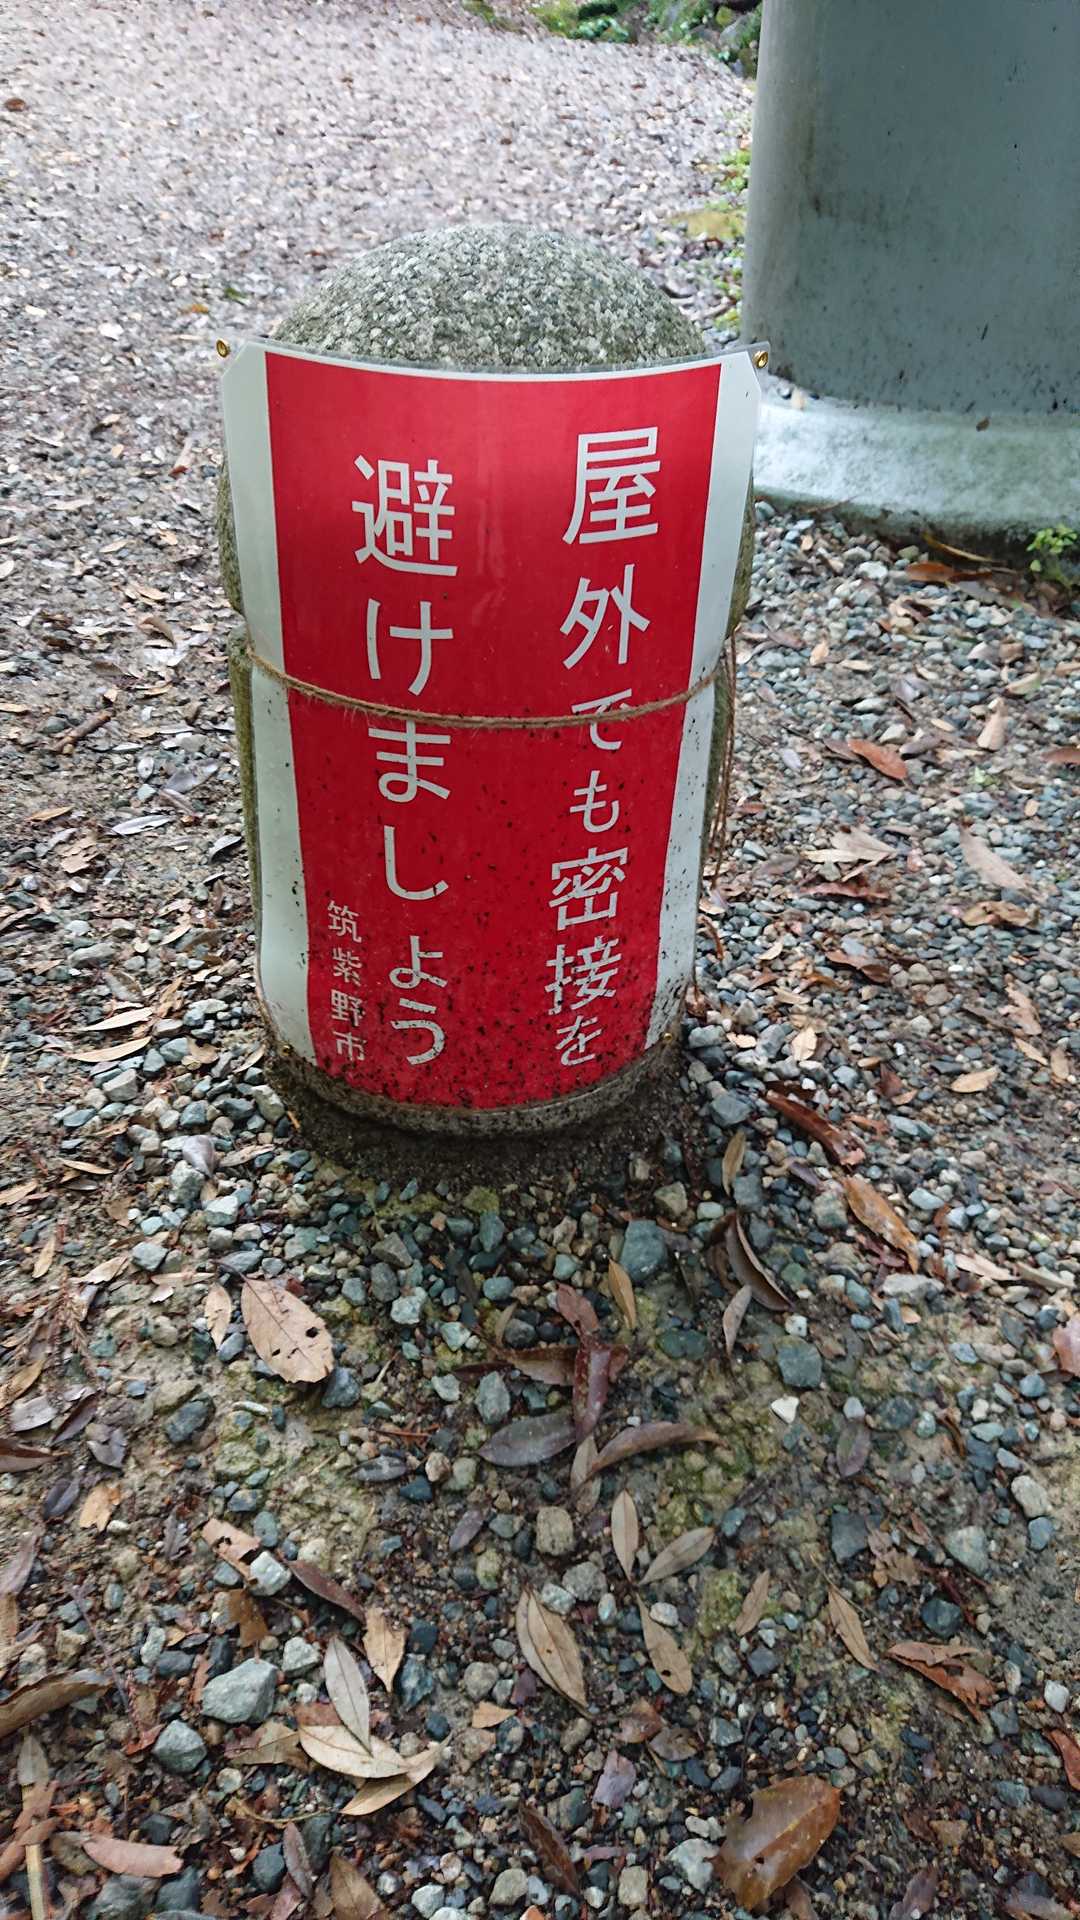 屋外でも密接を
避けましょう
筑紫野市